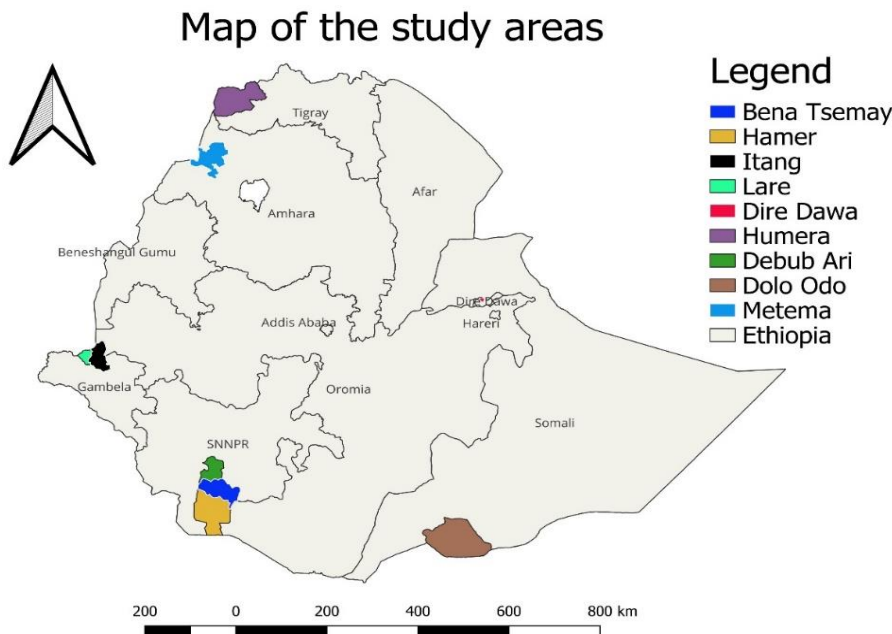 Map of the study areas
Legend
Bena Tsemay
Hamer
Itang
Lare
Dire Dawa
Humera
Debub Ari
Dolo Odo
Metema
Ethiopia
Tigray
Afar
Amhara
Beneshangul Gumu
Dire Dawa
Addis Ababa
Hareri
Gambela
Oromia
Somali
SNNPR
200 0 200 400 600 800 km